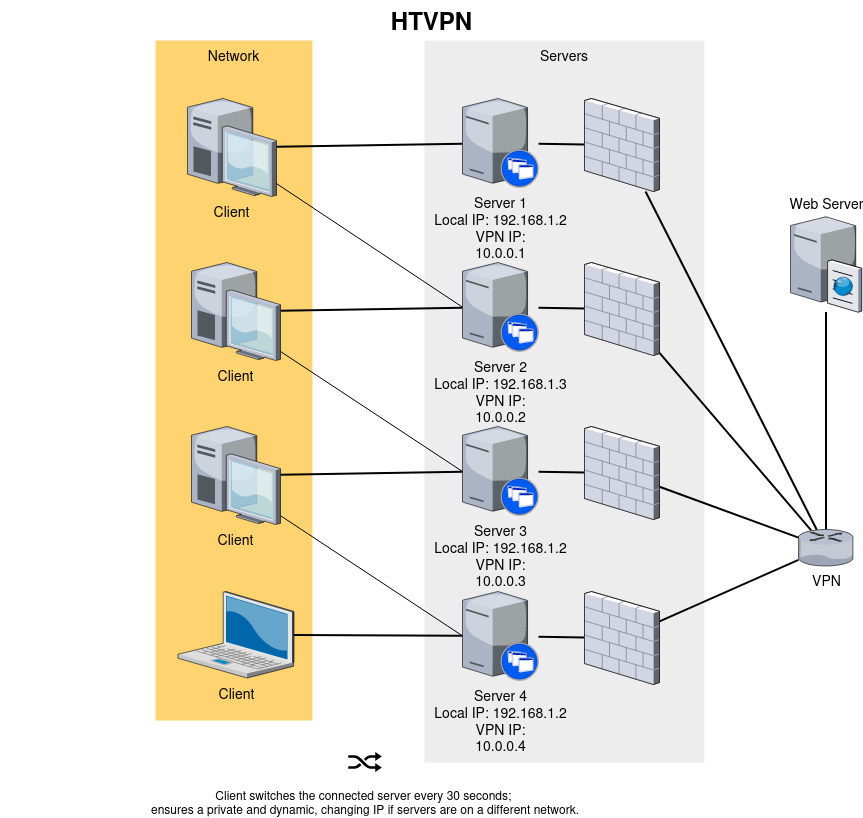 HTVPN
Network
Servers
Client
Server 1
Local IP: 192.168.1.2
VPN IP:
10.0.0.1
Web Server
Client
Server 2
Local IP: 192.168.1.3
VPN IP:
10.0.0.2
Client
Server 3
Local IP: 192.168.1.2
VPN IP:
10.0.0.3
VPN
Client
Server 4
Local IP: 192.168.1.2
VPN IP:
10.0.0.4
Client switches the connected server every 30 seconds;
ensures a private and dynamic, changing IP if servers are on a different network.